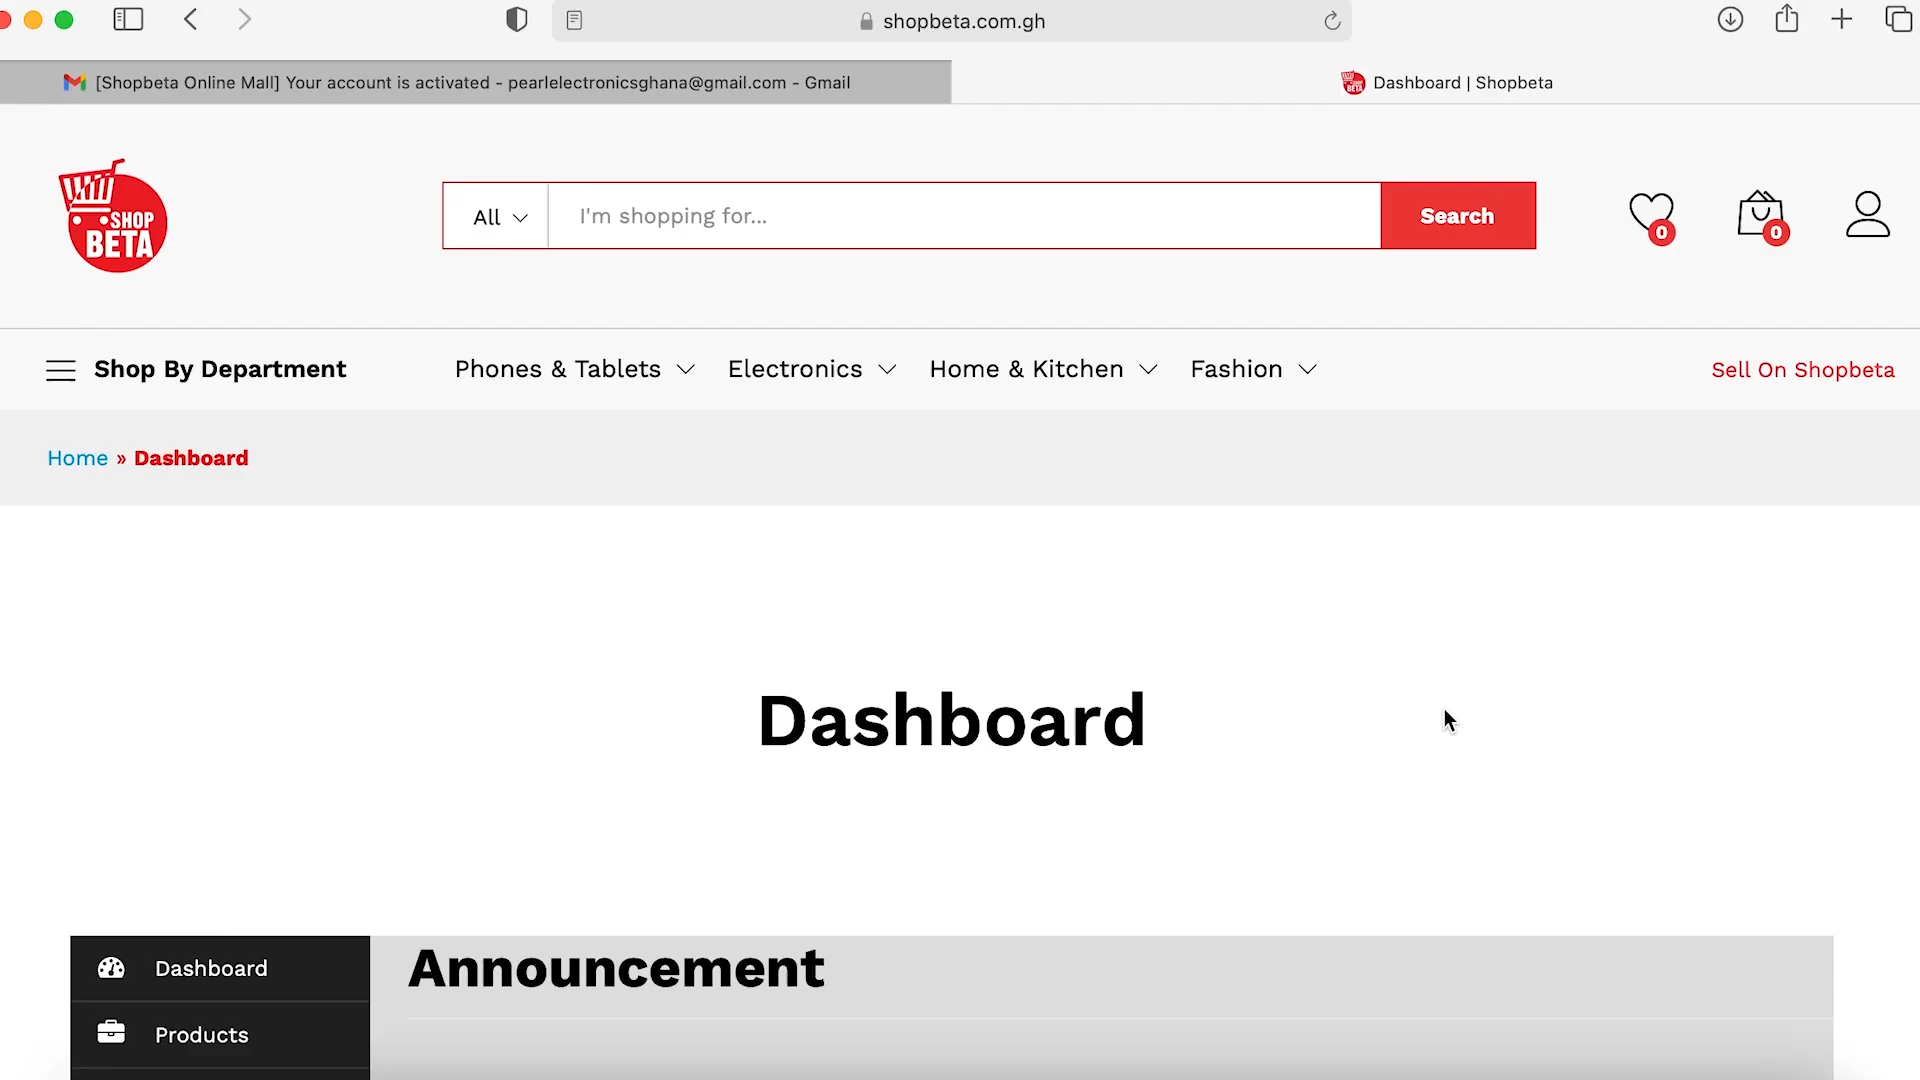 shopbeta.com.gh
[Shopbeta Online Mall] Your account is activated - pearlelectronicsghana@gmail.com - Gmail
Dashboard | Shopbeta
SHOP
BETA
All
I'm shopping for...
Search
0
0
Shop By Department
Phones & Tablets
Electronics
Home & Kitchen
Fashion
Sell On Shopbeta
Home » Dashboard
Dashboard
Dashboard
Announcement
Products